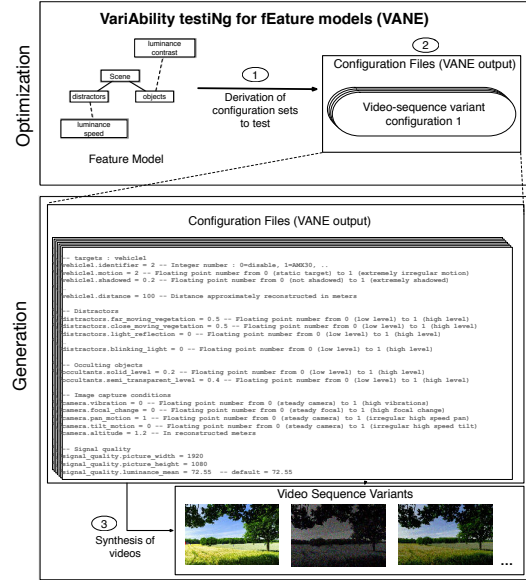 VariAbility testiNg for fEature models (VANE)
Optimization
luminance
contrast
Scene
distractors
objects
luminance
speed
Feature Model
1
Derivation of
configuration sets
to test
2
Configuration Files (VANE output)
Video-sequence variant
configuration 1
Generation
Configuration Files (VANE output)
-- targets : vehicle1
vehicle1.identifier = 2 -- Integer number : 0=disable, 1=AMX30, ..
vehicle1.motion = 2 -- Floating point number from 0 (static target) to 1 (extremely irregular motion)
vehicle1.shadowed = 0.2 -- Floating point number from 0 (not shadowed) to 1 (extremely shadowed)
vehicle1.distance = 100 -- Distance approximately reconstructed in meters
-- Distractors
distractors.far_moving_vegetation = 0.5 -- Floating point number from 0 (low level) to 1 (high level)
distractors.close_moving_vegetation = 0.5 -- Floating point number from 0 (low level) to 1 (high level)
distractors.light_reflection = 0 -- Floating point number from 0 (low level) to 1 (high level)
distractors.blinking_light = 0 -- Floating point number from 0 (low level) to 1 (high level)
-- Occulting objects
occultants.solid_level = 0.2 -- Floating point number from 0 (low level) to 1 (high level)
occultants.semi_transparent_level = 0.4 -- Floating point number from 0 (low level) to 1 (high level)
-- Image capture conditions
camera.vibration = 0 -- Floating point number from 0 (steady camera) to 1 (high vibrations)
camera.focal_change = 0 -- Floating point number from 0 (steady focal) to 1 (high focal change)
camera.pan_motion = 1 -- Floating point number from 0 (steady camera) to 1 (irregular high speed pan)
camera.tilt_motion = 0 -- Floating point number from 0 (steady camera) to 1 (irregular high speed tilt)
camera.altitude = 1.2 -- In reconstructed meters
-- Signal quality
signal_quality.picture_width = 1920
signal_quality.picture_height = 1080
signal_quality.luminance_mean = 72.55 -- default = 72.55
3
Synthesis of
videos
Video Sequence Variants
...